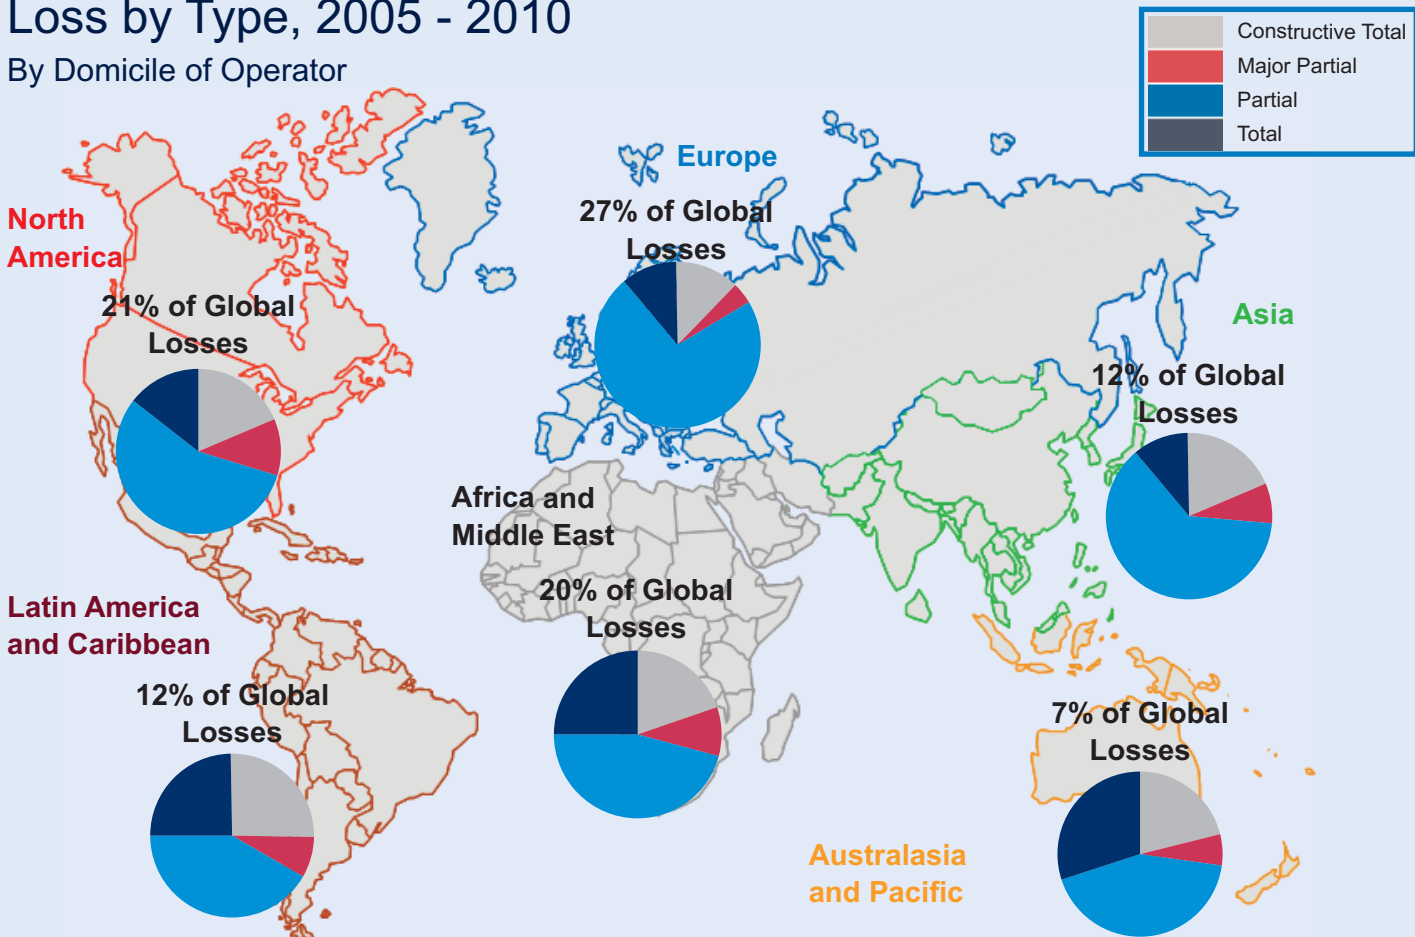 Loss by Type, 2005 - 2010
By Domicile of Operator
Constructive Total
Major Partial
Partial
Total
North
America
21% of Global
Losses
Europe
27% of Global
Losses
Asia
12% of Global
Losses
Africa and
Middle East
20% of Global
Losses
Latin America
and Caribbean
12% of Global
Losses
7% of Global
Losses
Australasia
and Pacific